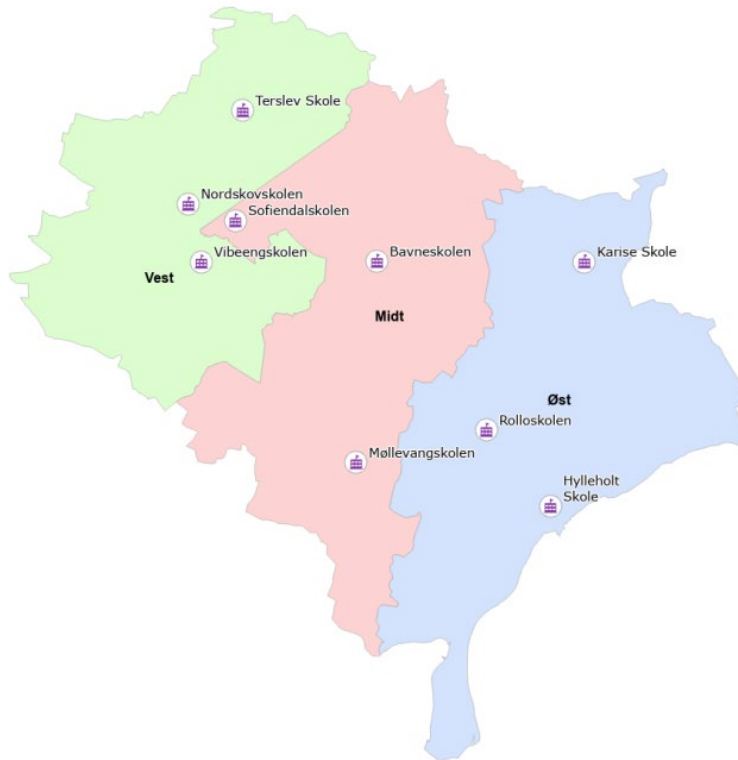 Terslev Skole
Nordskovskolen
Sofiendalskolen
Vibeengskolen
Bavneskolen
Karise Skole
Vest
Midt
Øst
Rolloskolen
Møllevangskolen
Hylleholt
Skole